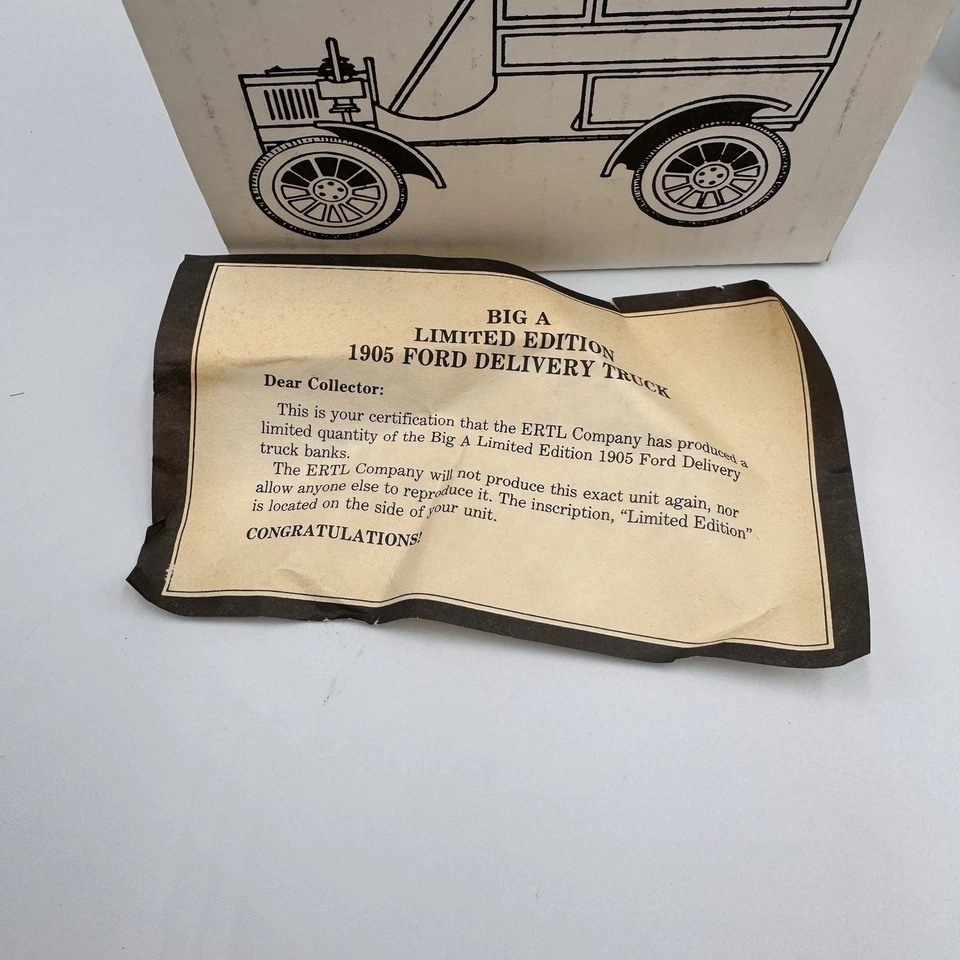 BIG A
LIMITED EDITION
1905 FORD DELIVERY TRUCK
Dear Collector:
This is your certification that the ERTL Company has produced a
limited quantity of the Big A Limited Edition 1905 Ford Delivery
truck banks.
The ERTL Company will not produce this exact unit again, nor
allow anyone else to reproduce it. The inscription, “Limited Edition”
is located on the side of your unit.
CONGRATULATIONS!